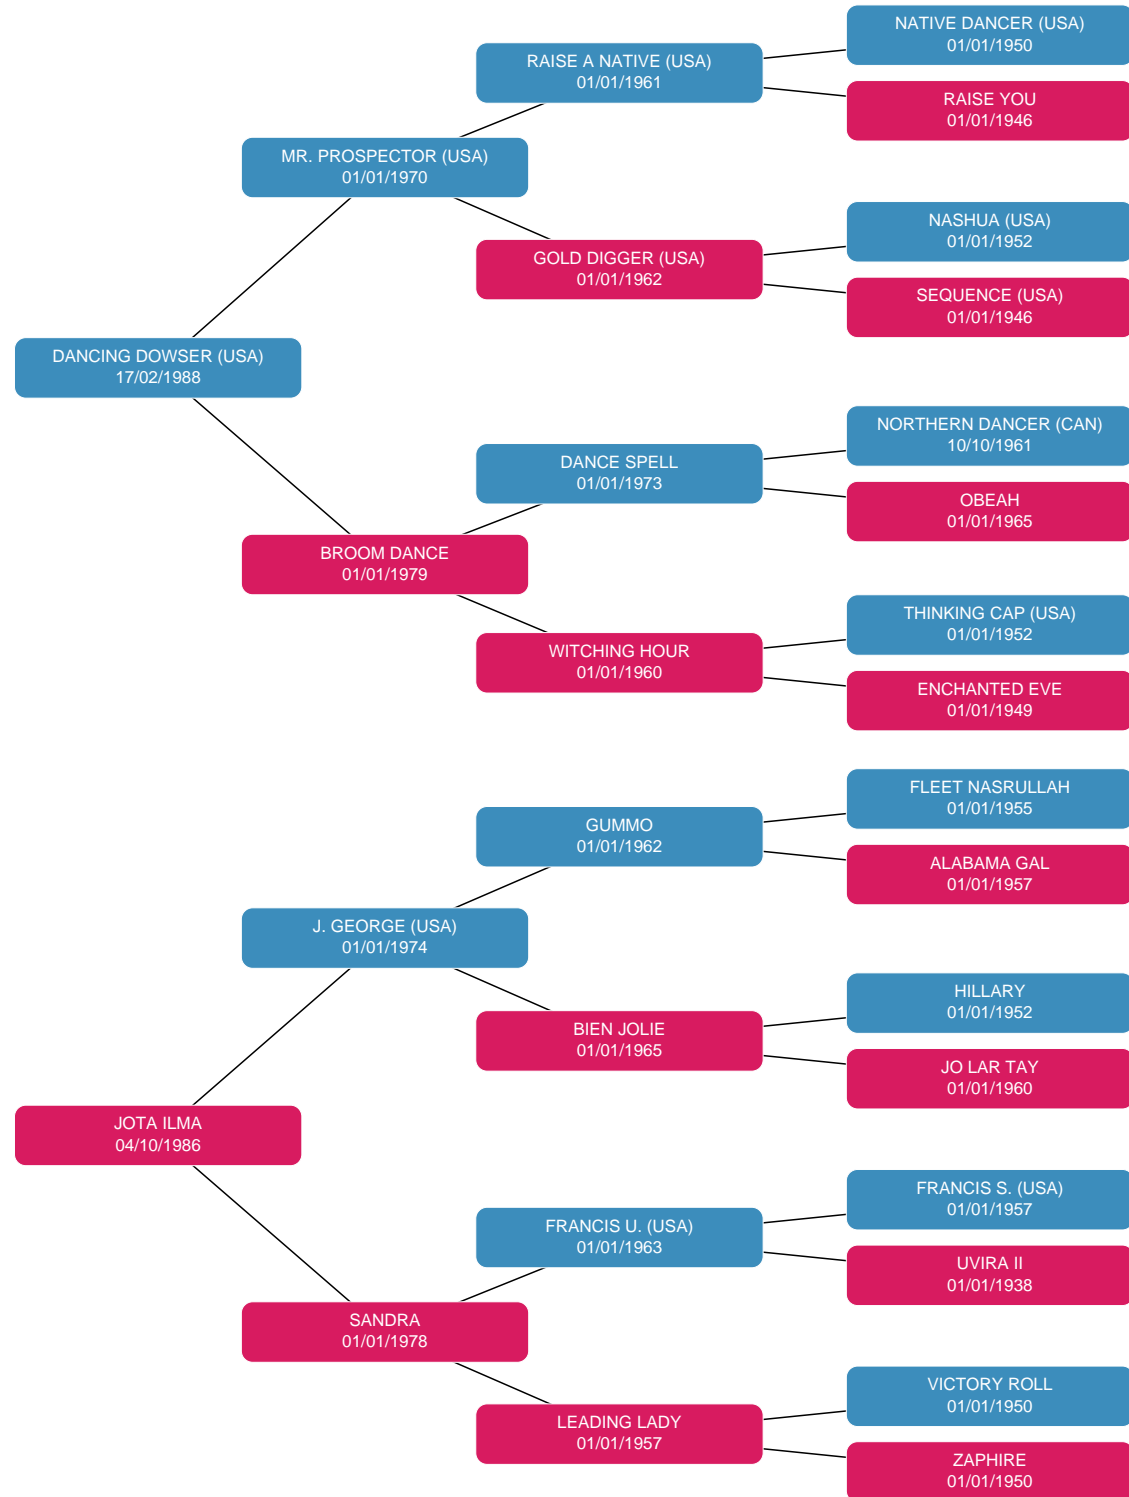 NATIVE DANCER (USA)
01/01/1950
RAISE A NATIVE (USA)
01/01/1961
RAISE YOU
01/01/1946
MR. PROSPECTOR (USA)
01/01/1970
NASHUA (USA)
01/01/1952
GOLD DIGGER (USA)
01/01/1962
SEQUENCE (USA)
01/01/1946
DANCING DOWSER (USA)
17/02/1988
NORTHERN DANCER (CAN)
10/10/1961
DANCE SPELL
01/01/1973
OBEAH
01/01/1965
BROOM DANCE
01/01/1979
THINKING CAP (USA)
01/01/1952
WITCHING HOUR
01/01/1960
ENCHANTED EVE
01/01/1949
FLEET NASRULLAH
01/01/1955
GUMMO
01/01/1962
ALABAMA GAL
01/01/1957
J. GEORGE (USA)
01/01/1974
HILLARY
01/01/1952
BIEN JOLIE
01/01/1965
JO LAR TAY
01/01/1960
JOTA ILMA
04/10/1986
FRANCIS S. (USA)
01/01/1957
FRANCIS U. (USA)
01/01/1963
UVIRA II
01/01/1938
SANDRA
01/01/1978
VICTORY ROLL
01/01/1950
LEADING LADY
01/01/1957
ZAPHIRE
01/01/1950